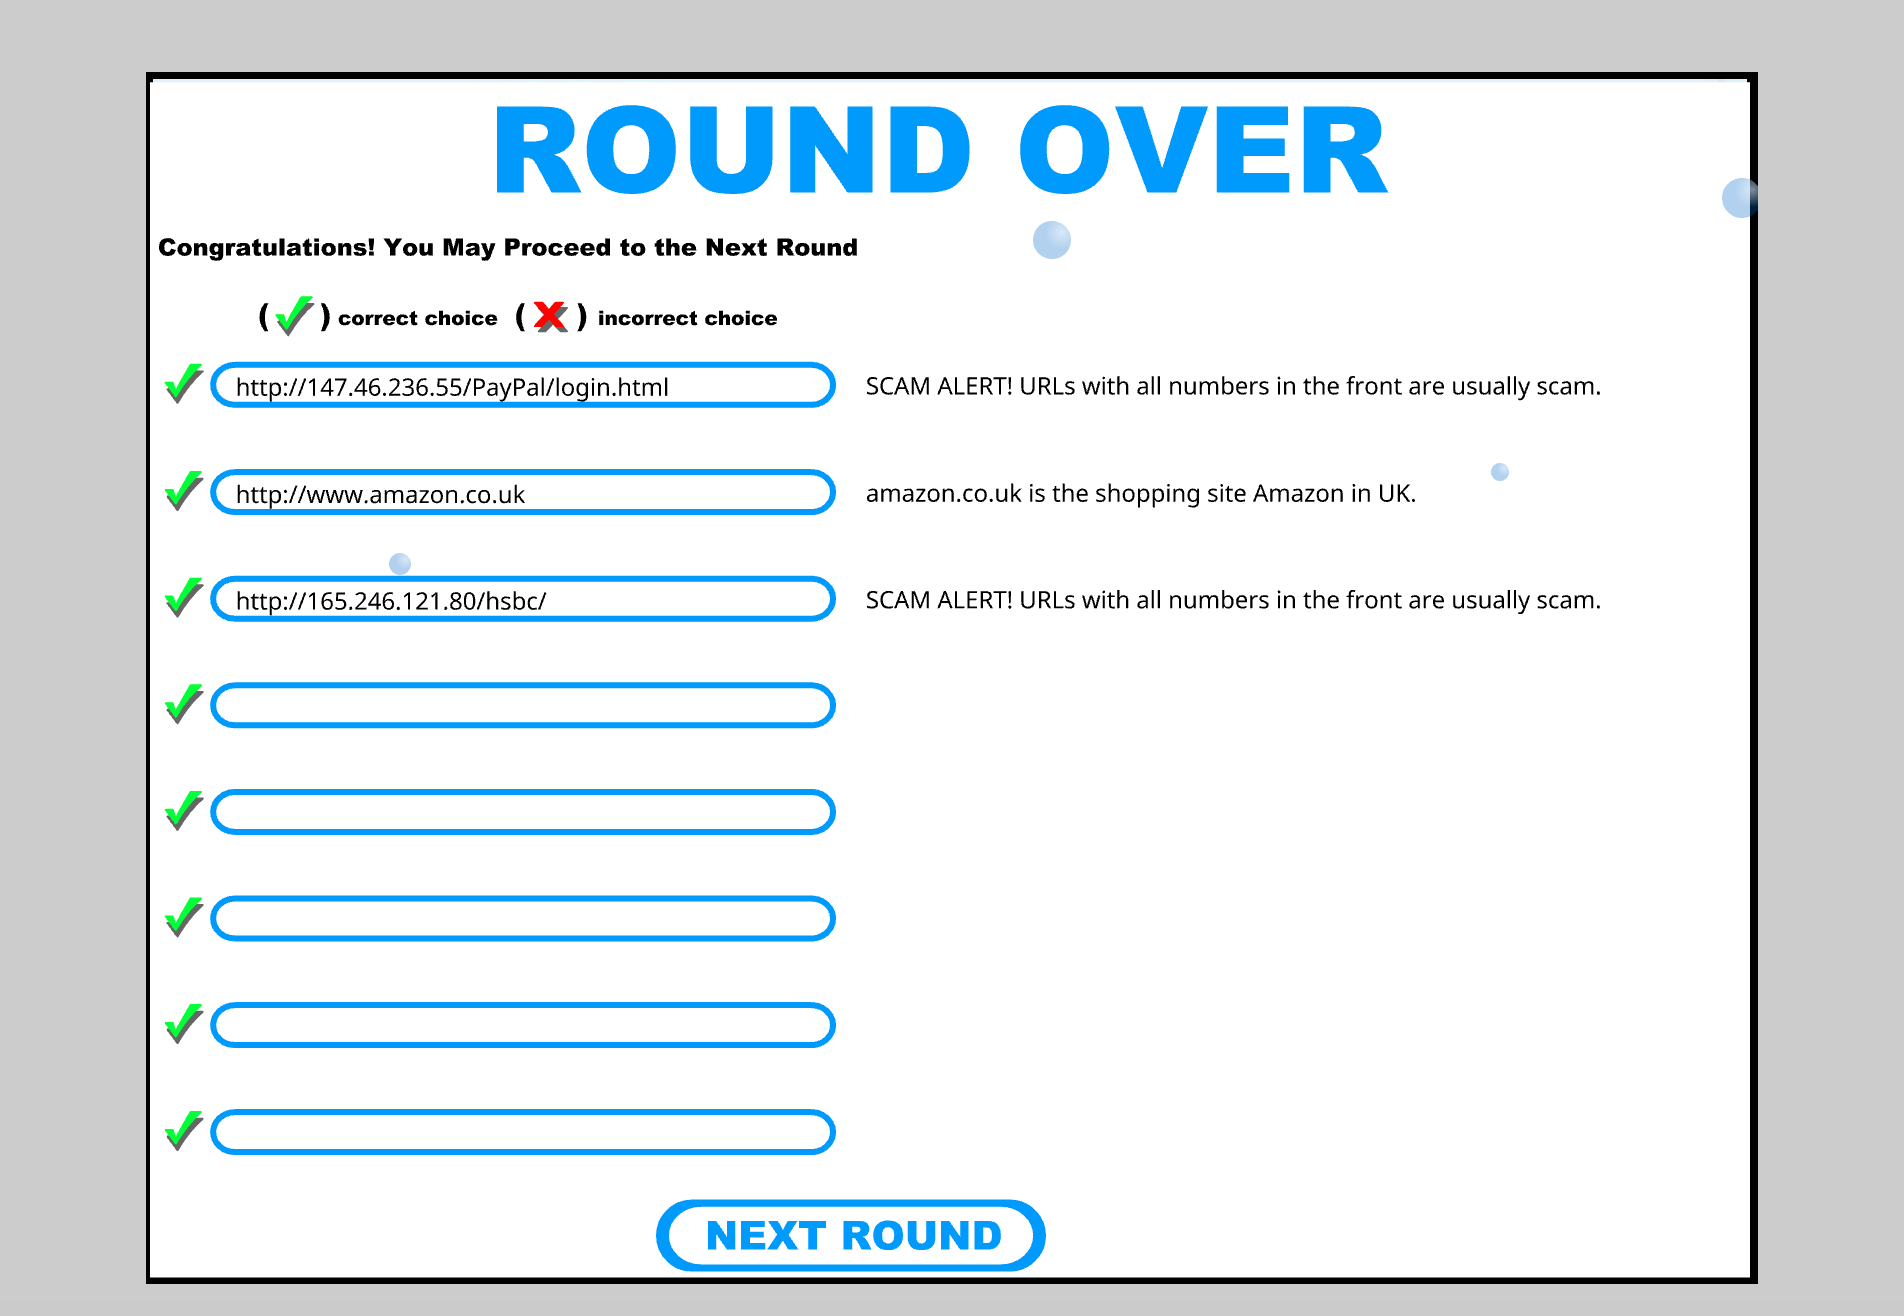 ROUND OVER
Congratulations! You May Proceed to the Next Round
( ) correct choice ( X ) incorrect choice
http://147.46.236.55/PayPal/login.html SCAM ALERT! URLs with all numbers in the front are usually scam.
http://www.amazon.co.uk amazon.co.uk is the shopping site Amazon in UK.
http://165.246.121.80/hsbc/ SCAM ALERT! URLs with all numbers in the front are usually scam.
NEXT ROUND